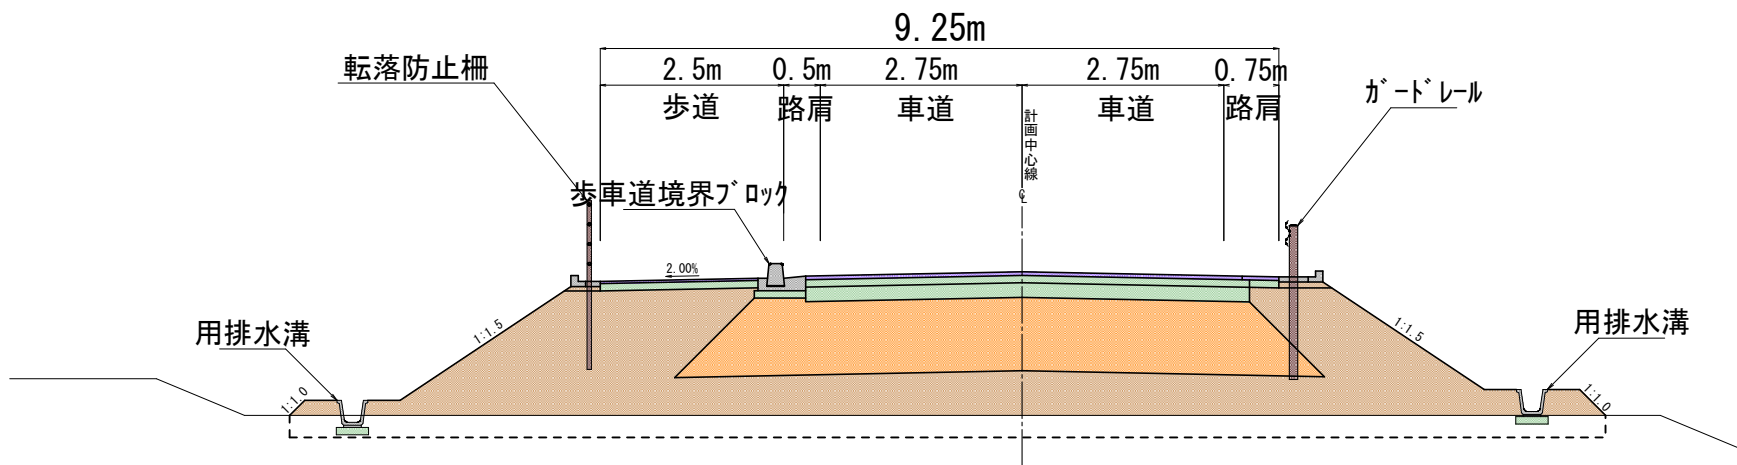 9.25m
転落防止柵
2.5m 0.5m 2.75m 2.75m 0.75m
歩道 路肩 車道 車道 路肩
ｶﾞｰﾄﾞﾚｰﾙ
計画中心線
℄
歩車道境界ﾌﾞﾛｯｸ
2.00%
1:1.5
1:1.5
用排水溝
用排水溝
1:1.0
1:1.0